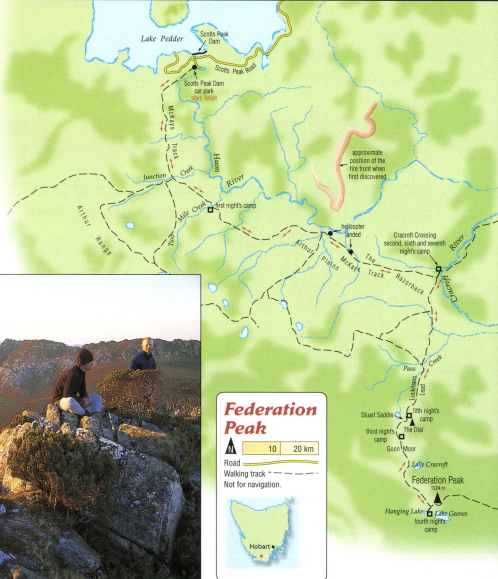 Lake Pedder
Scotts Peak
Dam
Scotts Peak Road
Scotts Peak Dam
car park
start, finish
McKays Track
Huon River
Junction Creek
approximate
position of the
fire front when
first discovered
Arthur Range
Two Mile Creek
first night's camp
helicopter
landed
Cracroft Crossing
second, sixth and seventh
night's camp
Cracroft River
Arthur Plains
McKays Track
The Razorback
Pass Creek
Luckmans Lead
Stuart Saddle
fifth night's
camp
The Dial
third night's
camp
Goon Moor
Lake Cracroft
Federation Peak
1224 m
Hanging Lake
Lake Geeves
fourth night's
camp
Federation
Peak
N
10 20 km
Road
Walking track
Not for navigation.
Hobart